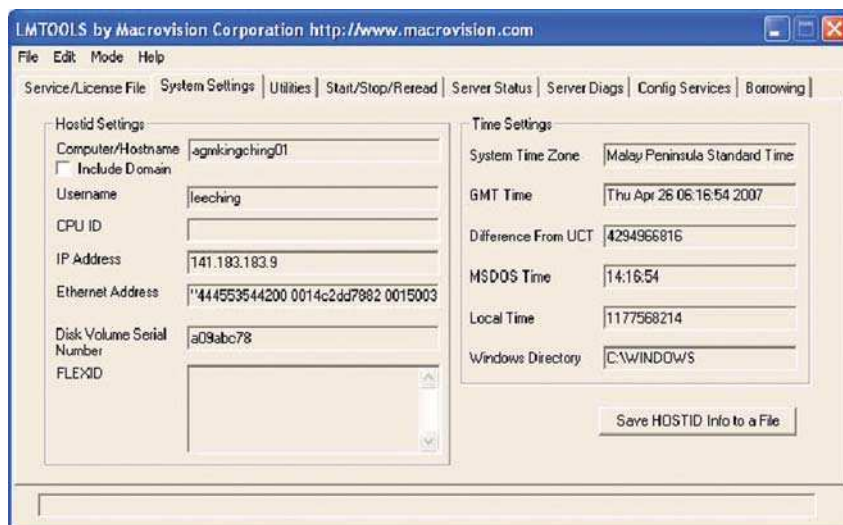 LMTOOLS by Macrovision Corporation http://www.macrovision.com
File Edit Mode Help
Service/License File System Settings Utilities Start/Stop/Reread Server Status Server Diags Config Services Borrowing
Hostid Settings
Computer/Hostname agmkingching01
Include Domain
Username leeching
CPU ID
IP Address 141.183.183.9
Ethernet Address "444553544200 0014c2dd7882 0015003
Disk Volume Serial Number a09abc78
FLEXID
Time Settings
System Time Zone Malay Peninsula Standard Time
GMT Time Thu Apr 26 06:16:54 2007
Difference From UCT 4294966816
MSDOS Time 14:16:54
Local Time 1177568214
Windows Directory C:\WINDOWS
Save HOSTID Info to a File